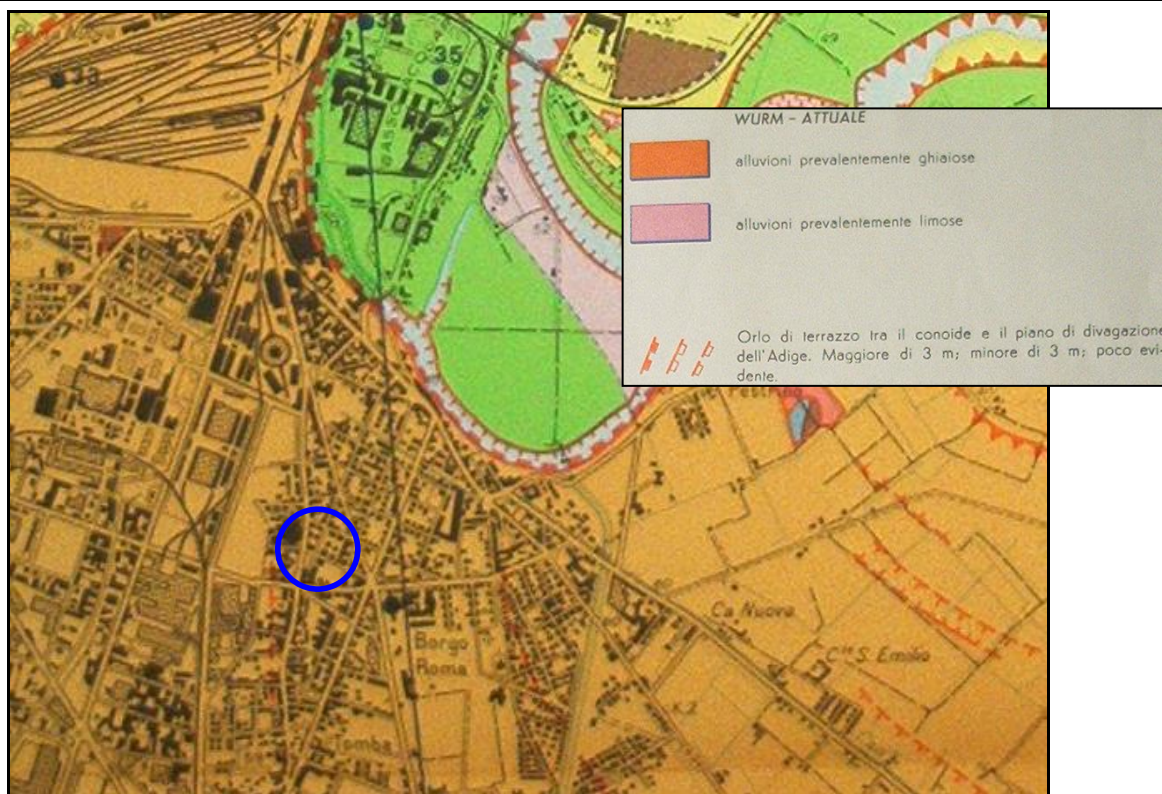 33
35
WURM – ATTUALE
alluvioni prevalentemente ghiaiose
alluvioni prevalentemente limose
Orlo di terrazzo tra il conoide e il piano di divagazione
dell'Adige. Maggiore di 3 m; minore di 3 m; poco evi-
dente.
Ca Nuova
S. Emilio
Borgo
Roma
Tomba